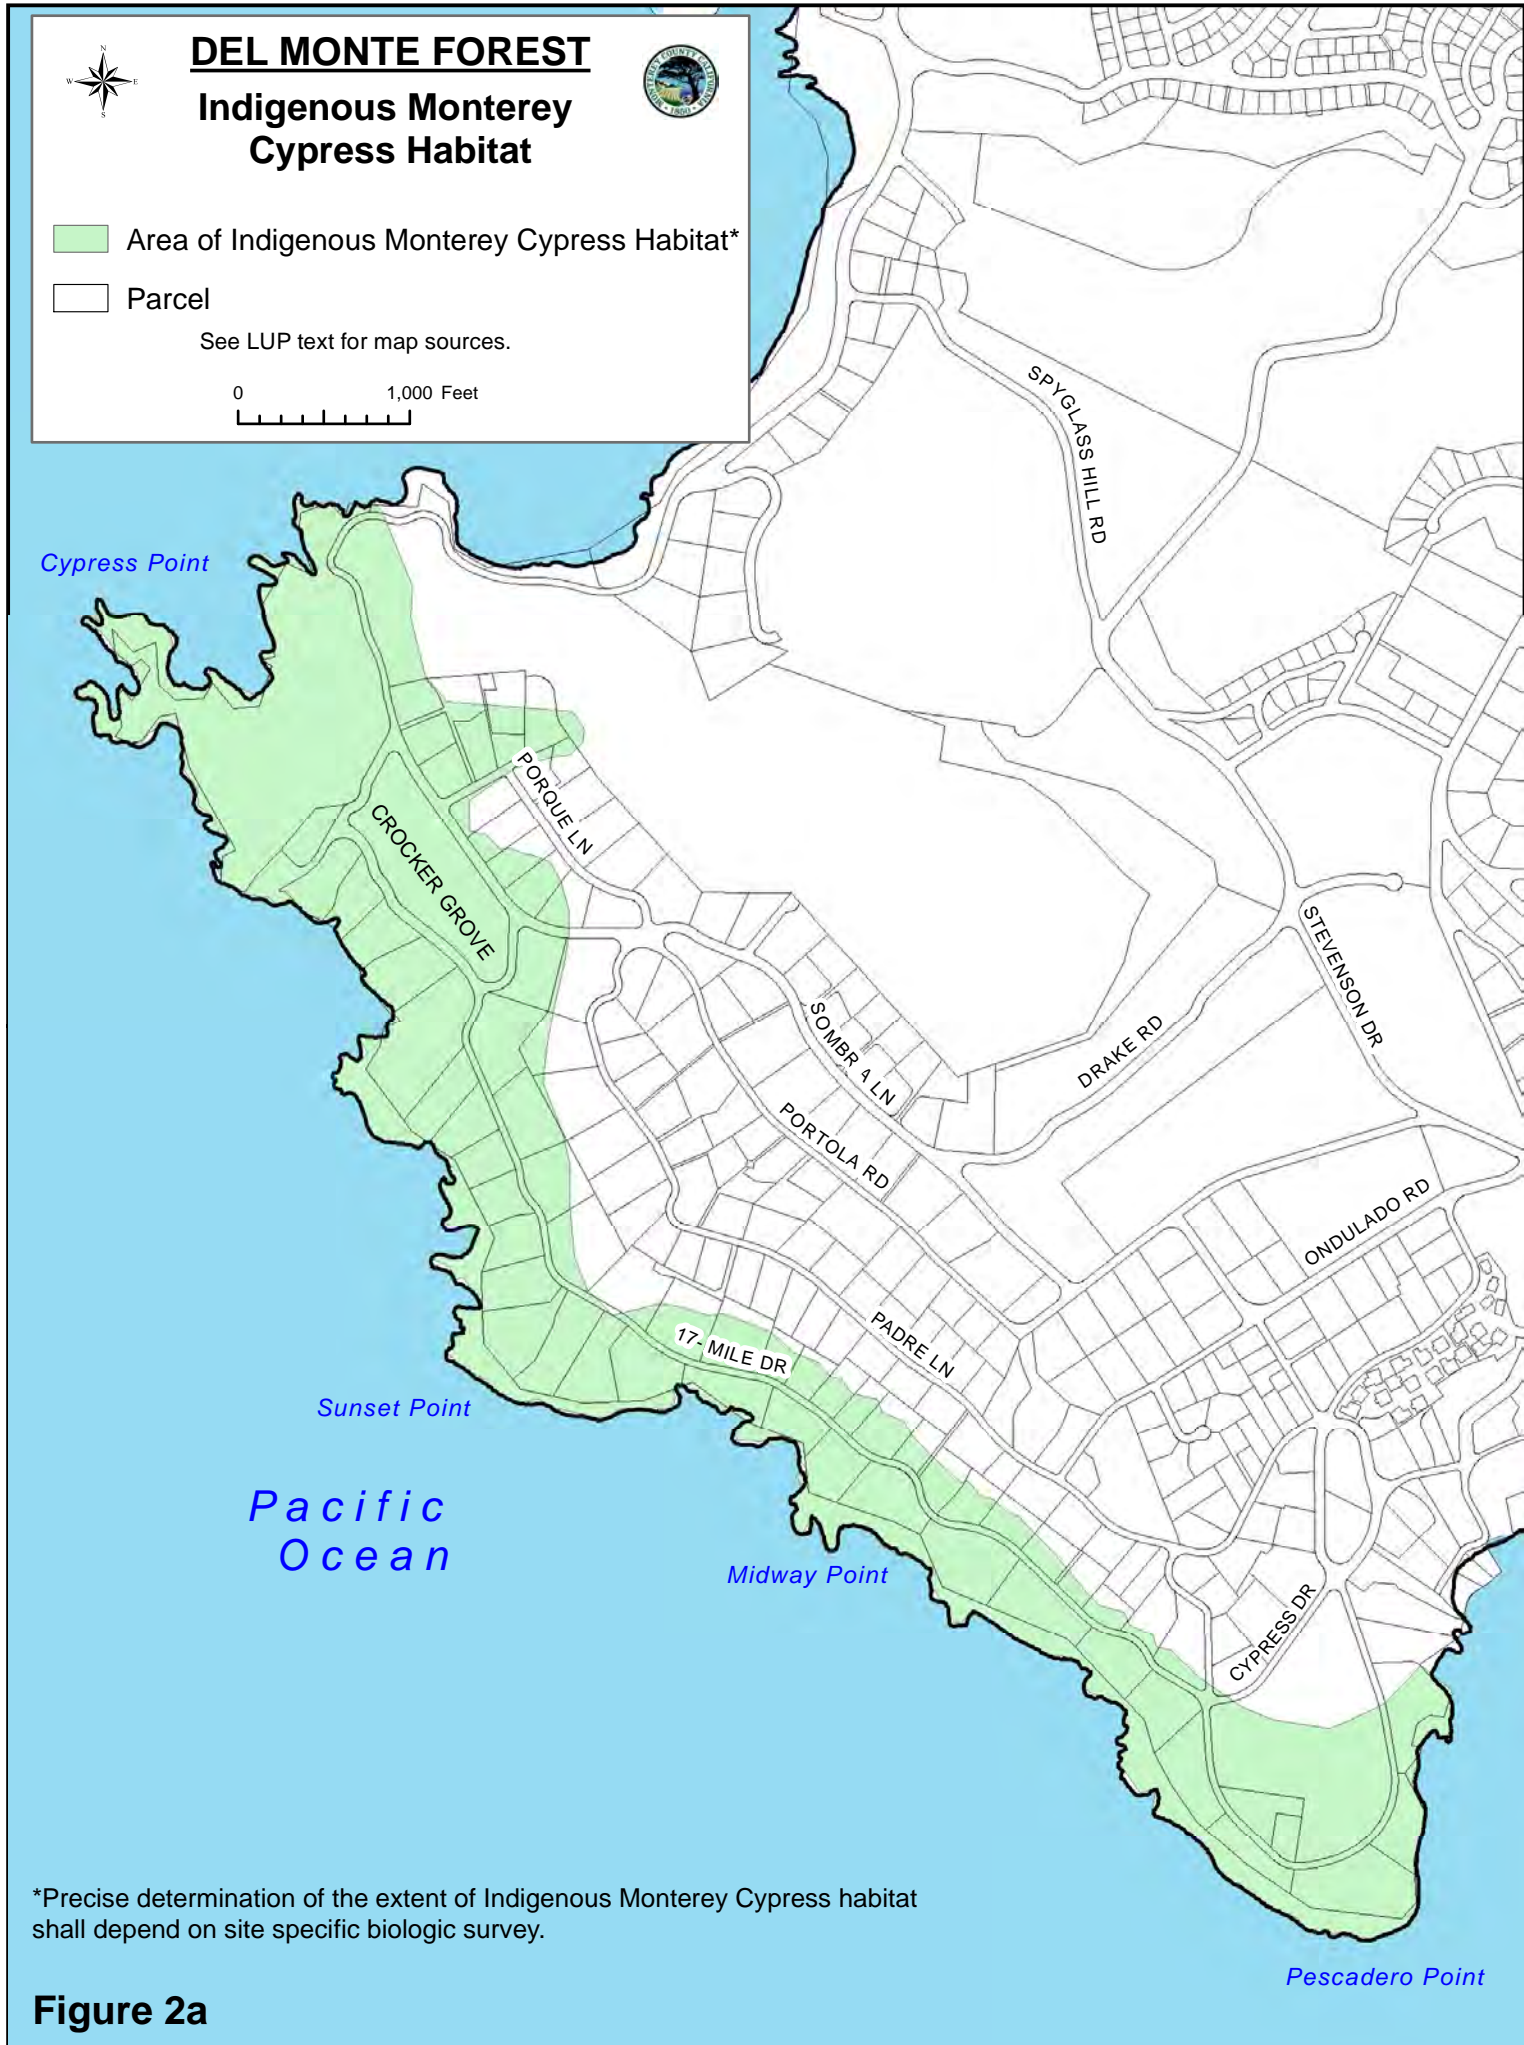 DEL MONTE FOREST
Indigenous Monterey
Cypress Habitat
N
W
E
S
MONTEREY COUNTY CALIFORNIA
1850
Area of Indigenous Monterey Cypress Habitat*
Parcel
See LUP text for map sources.
0 1,000 Feet
SPYGLASS HILL RD
Cypress Point
PORQUE LN
CROCKER GROVE
STEVENSON DR
SOMBR A LN
DRAKE RD
PORTOLA RD
ONDULADO RD
17- MILE DR
PADRE LN
Sunset Point
Pacific
Ocean
Midway Point
CYPRESS DR
*Precise determination of the extent of Indigenous Monterey Cypress habitat
shall depend on site specific biologic survey.
Pescadero Point
Figure 2a